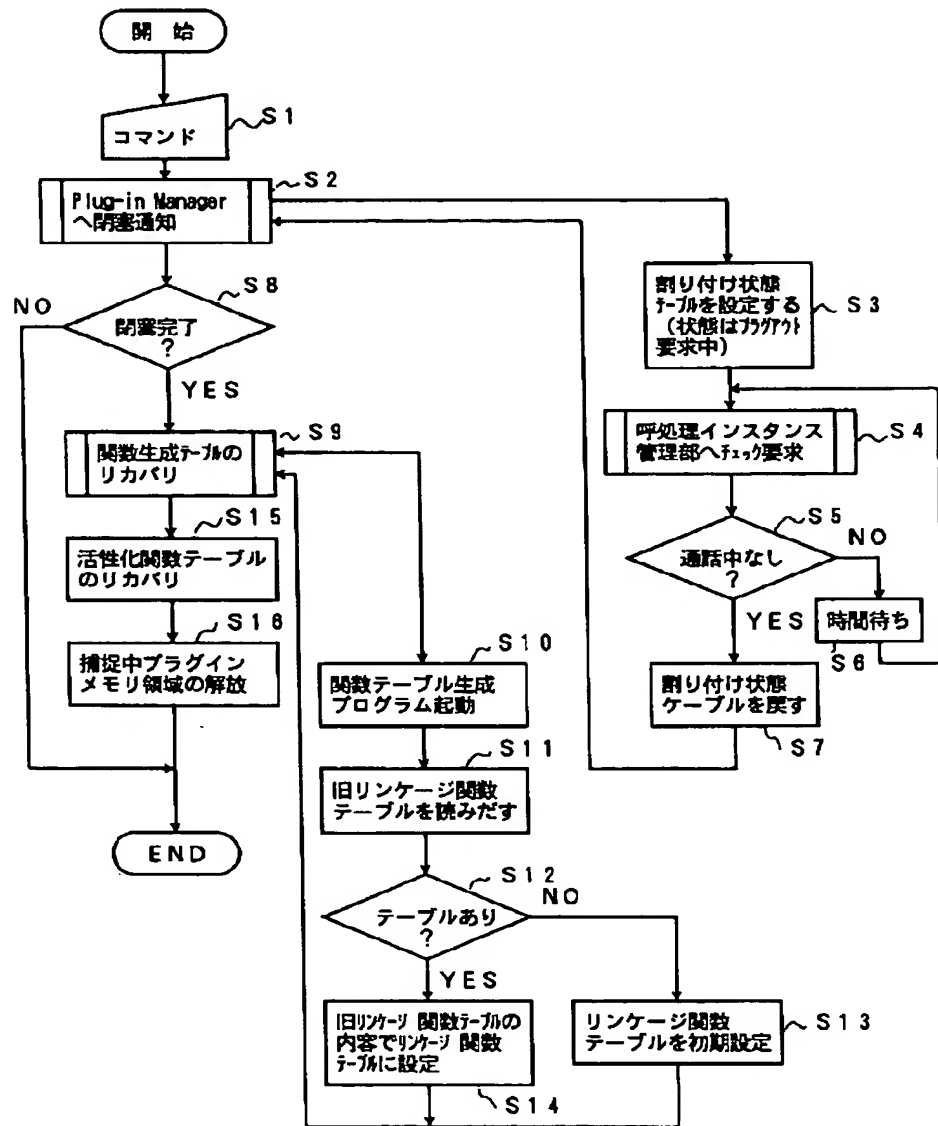 開 始
コマンド
S1
Plug-in Manager
へ閉塞通知
S2
閉塞完了
?
S8
NO
YES
関数生成テーブルの
リカバリ
S9
活性化関数テーブル
のリカバリ
S15
捕捉中プラグイン
メモリ領域の解放
S16
END
割り付け状態
テーブルを設定する
(状態はプラグアウト
要求中)
S3
呼処理インスタンス
管理部へチェック要求
S4
通話中なし
?
S5
NO
YES
時間待ち
S6
割り付け状態
ケーブルを戻す
S7
関数テーブル生成
プログラム起動
S10
旧リンケージ関数
テーブルを読みだす
S11
テーブルあり
?
S12
NO
YES
旧リンケージ 関数テーブルの
内容でリンケージ 関数
テーブルに設定
S14
リンケージ関数
テーブルを初期設定
S13